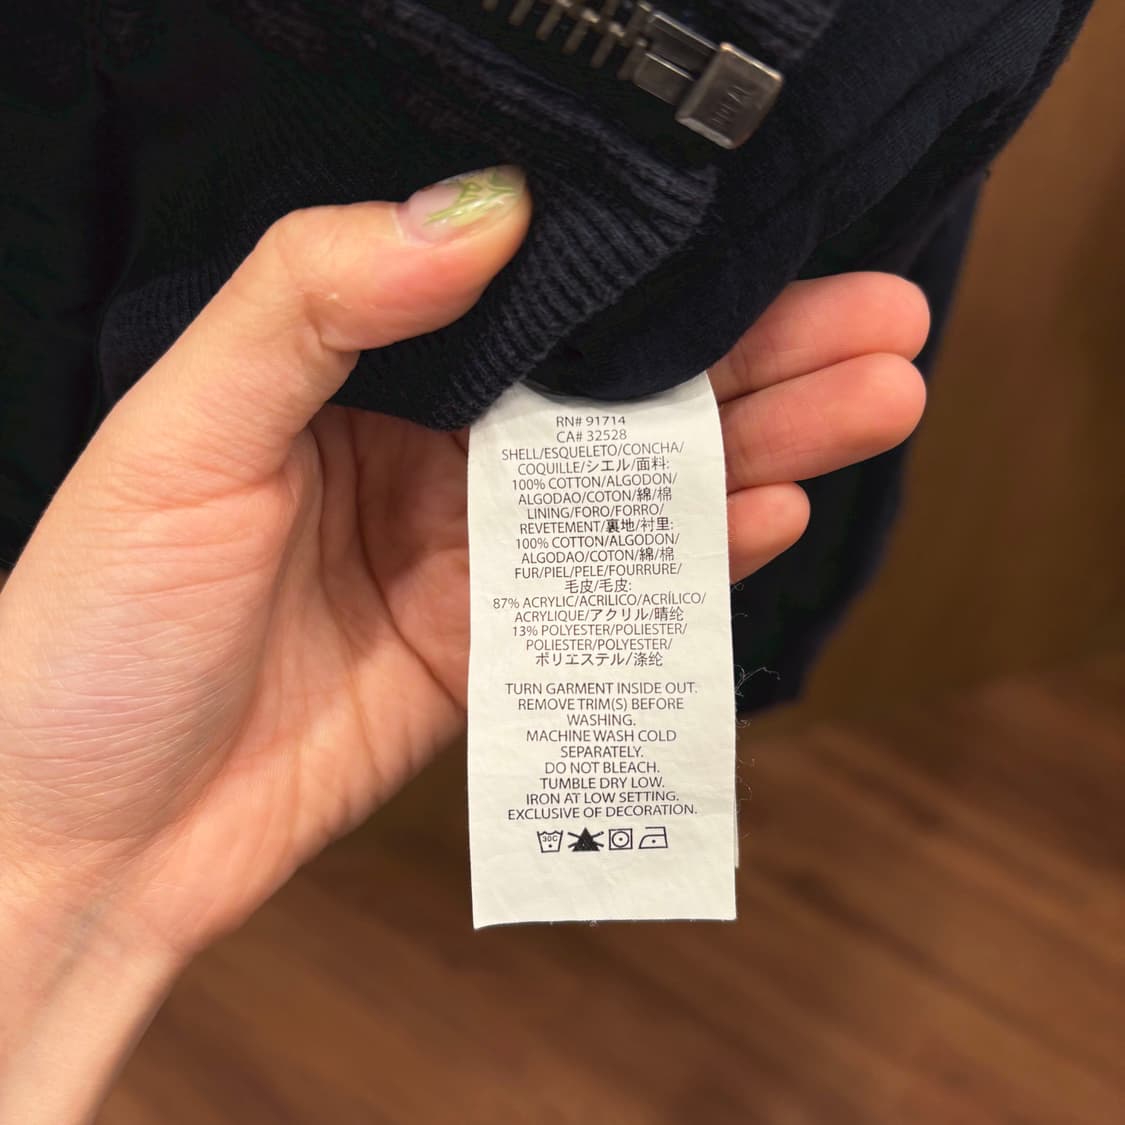 RN# 91714
CA# 32528
SHELL/ESQUELETO/CONCHA/
COQUILLE/シエル/面料:
100% COTTON/ALGODON/
ALGODAO/COTON/綿/棉
LINING/FORO/FORRO/
REVETEMENT/裏地/衬里:
100% COTTON/ALGODON/
ALGODAO/COTON/綿/棉
FUR/PIEL/PELE/FOURRURE/
毛皮/毛皮:
87% ACRYLIC/ACRILICO/ACRÍLICO/
ACRYLIQUE/アクリル/晴纶
13% POLYESTER/POLIESTER/
POLIESTER/POLYESTER/
ポリエステル/涤纶
TURN GARMENT INSIDE OUT.
REMOVE TRIM(S) BEFORE
WASHING.
MACHINE WASH COLD
SEPARATELY.
DO NOT BLEACH.
TUMBLE DRY LOW.
IRON AT LOW SETTING.
EXCLUSIVE OF DECORATION.
30C